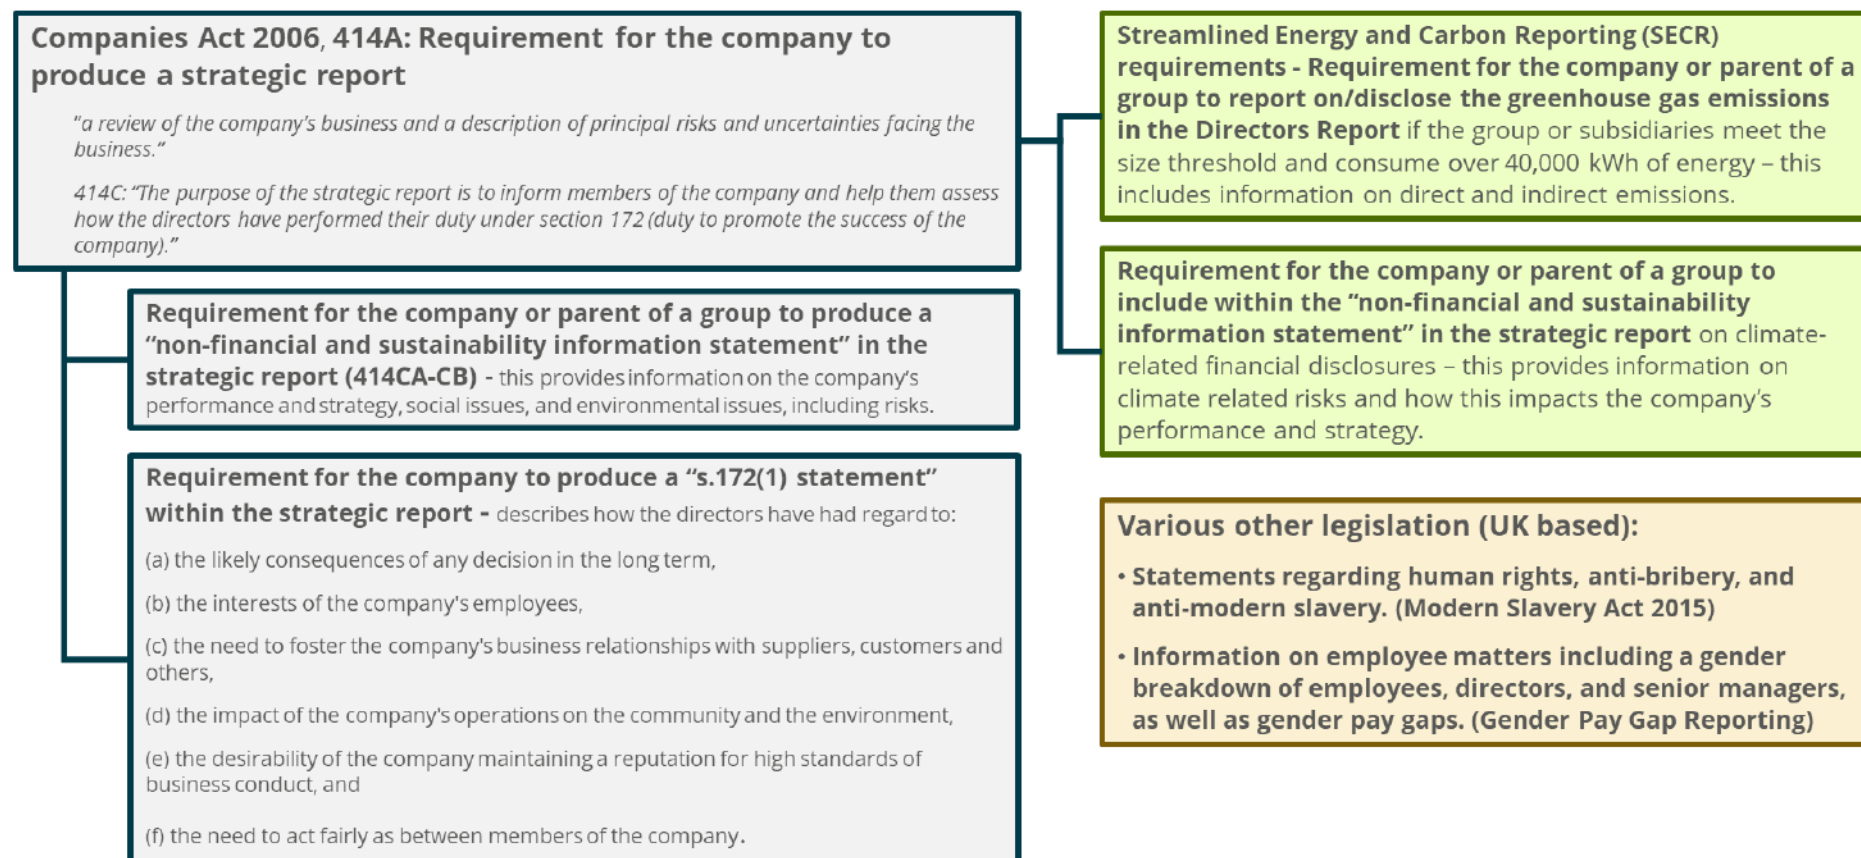 Companies Act 2006, 414A: Requirement for the company to
produce a strategic report
"a review of the company's business and a description of principal risks and uncertainties facing the
business."
414C: "The purpose of the strategic report is to inform members of the company and help them assess
how the directors have performed their duty under section 172 (duty to promote the success of the
company)."
Requirement for the company or parent of a group to produce a
"non-financial and sustainability information statement" in the
strategic report (414CA-CB) - this provides information on the company's
performance and strategy, social issues, and environmental issues, including risks.
Requirement for the company to produce a "s.172(1) statement"
within the strategic report - describes how the directors have had regard to:
(a) the likely consequences of any decision in the long term,
(b) the interests of the company's employees,
(c) the need to foster the company's business relationships with suppliers, customers and
others,
(d) the impact of the company's operations on the community and the environment,
(e) the desirability of the company maintaining a reputation for high standards of
business conduct, and
(f) the need to act fairly as between members of the company.
Streamlined Energy and Carbon Reporting (SECR)
requirements - Requirement for the company or parent of a
group to report on/disclose the greenhouse gas emissions
in the Directors Report if the group or subsidiaries meet the
size threshold and consume over 40,000 kWh of energy – this
includes information on direct and indirect emissions.
Requirement for the company or parent of a group to
include within the "non-financial and sustainability
information statement" in the strategic report on climate-
related financial disclosures – this provides information on
climate related risks and how this impacts the company's
performance and strategy.
Various other legislation (UK based):
• Statements regarding human rights, anti-bribery, and
anti-modern slavery. (Modern Slavery Act 2015)
• Information on employee matters including a gender
breakdown of employees, directors, and senior managers,
as well as gender pay gaps. (Gender Pay Gap Reporting)